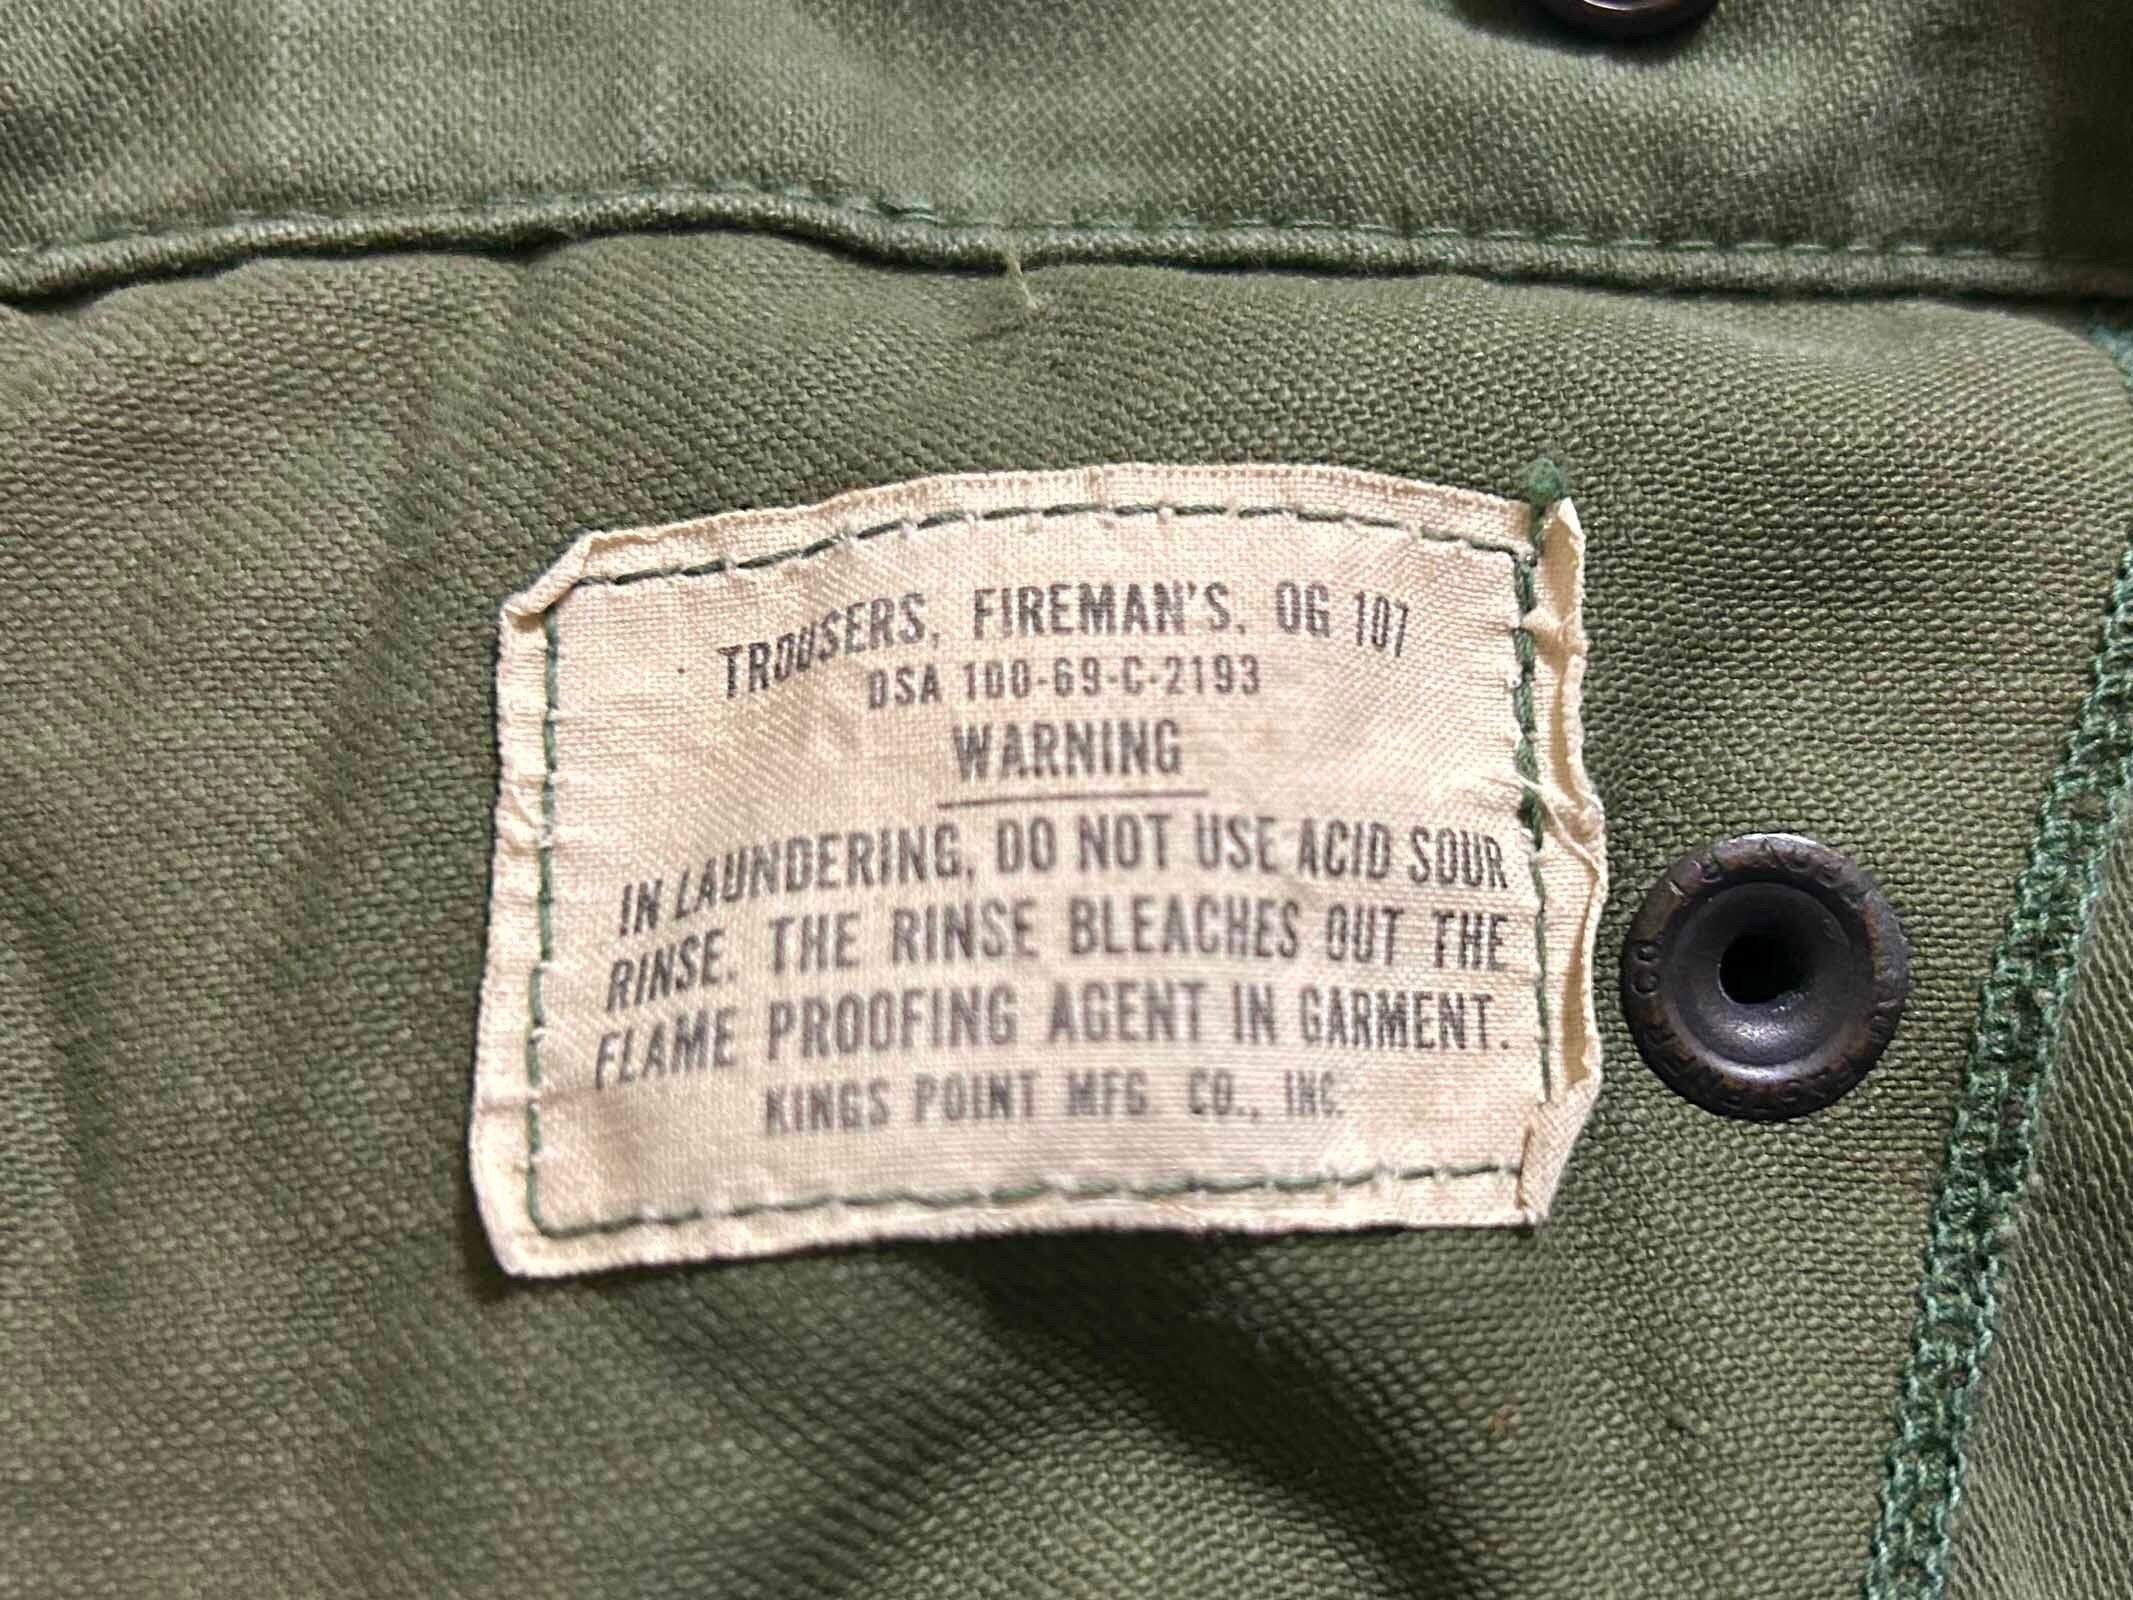 TROUSERS, FIREMAN'S, OG 107
DSA 100-69-C-2193
WARNING
IN LAUNDERING, DO NOT USE ACID SOUR
RINSE. THE RINSE BLEACHES OUT THE
FLAME PROOFING AGENT IN GARMENT.
KINGS POINT MFG CO., INC.